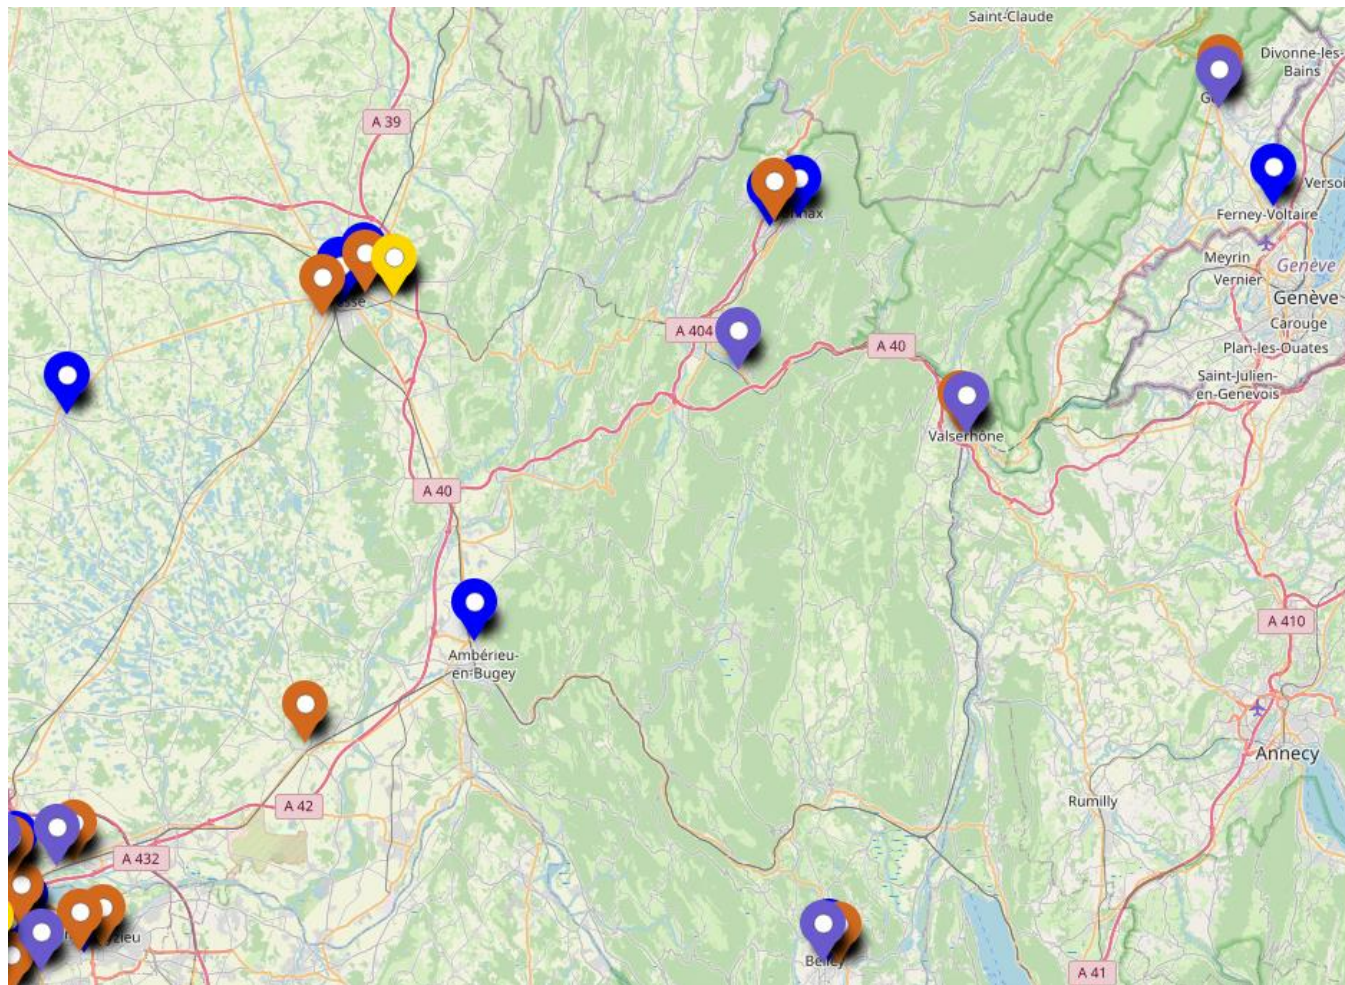 Saint-Claude
Divonne-les-
Bains
A 39
Ferney-Voltaire
Meyrin
Genève
Vernier
Genève
Carouge
A 404
A 40
Plan-les-Ouates
Saint-Julien-
en-Genevois
Valserhône
A 40
A 410
Ambérieu-
en-Bugey
Annecy
A 42
Rumilly
A 432
A 41